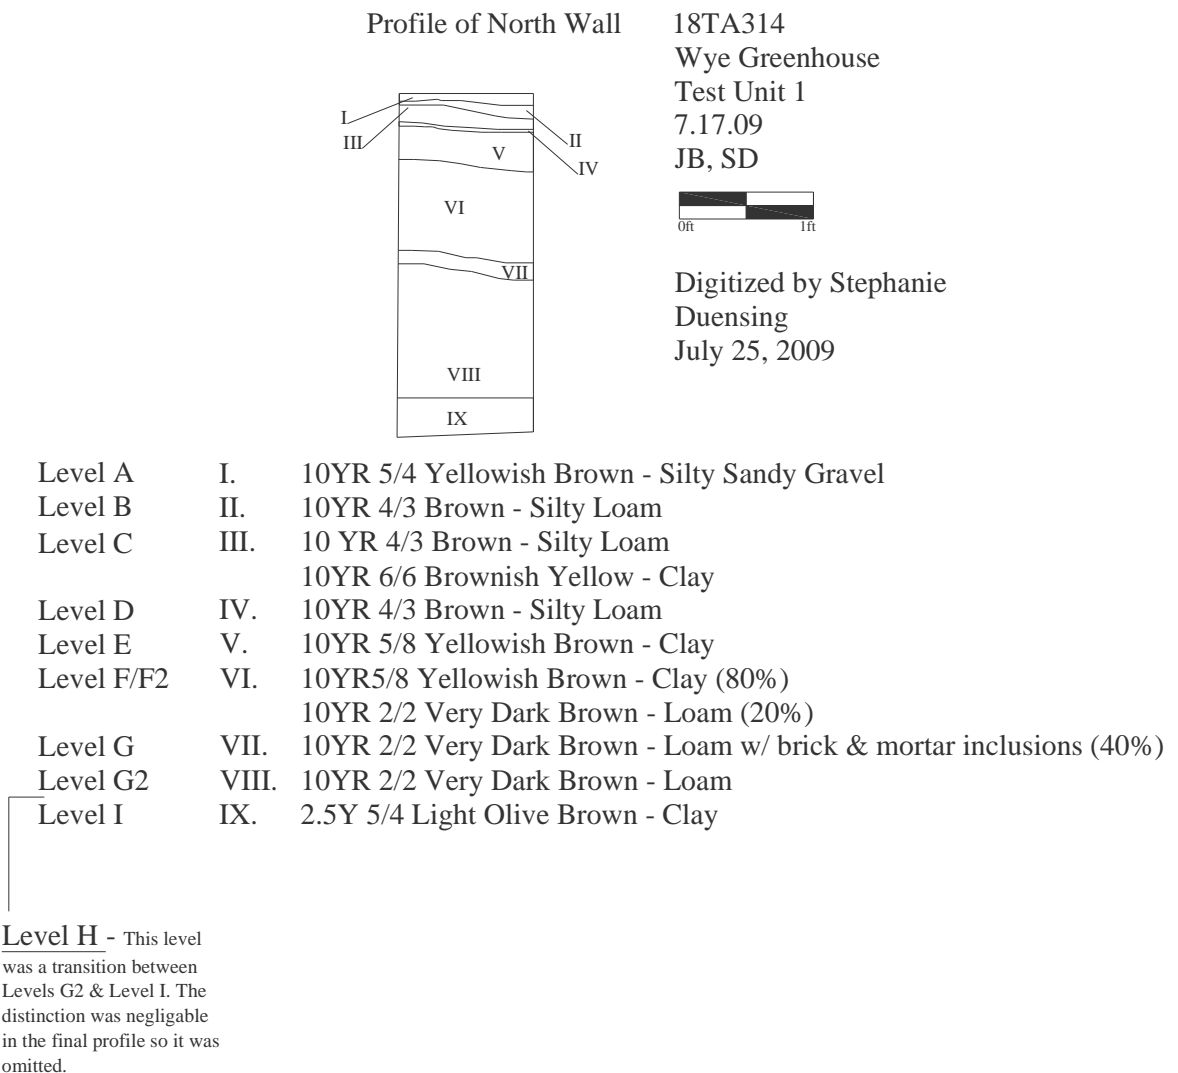 Profile of North Wall
18TA314
Wye Greenhouse
Test Unit 1
7.17.09
JB, SD
0ft 1ft
Digitized by Stephanie
Duensing
July 25, 2009
I
III
II
IV
V
VI
VII
VIII
IX
Level A I. 10YR 5/4 Yellowish Brown - Silty Sandy Gravel
Level B II. 10YR 4/3 Brown - Silty Loam
Level C III. 10 YR 4/3 Brown - Silty Loam
10YR 6/6 Brownish Yellow - Clay
Level D IV. 10YR 4/3 Brown - Silty Loam
Level E V. 10YR 5/8 Yellowish Brown - Clay
Level F/F2 VI. 10YR5/8 Yellowish Brown - Clay (80%)
10YR 2/2 Very Dark Brown - Loam (20%)
Level G VII. 10YR 2/2 Very Dark Brown - Loam w/ brick & mortar inclusions (40%)
Level G2 VIII. 10YR 2/2 Very Dark Brown - Loam
Level I IX. 2.5Y 5/4 Light Olive Brown - Clay
Level H - This level
was a transition between
Levels G2 & Level I. The
distinction was negligable
in the final profile so it was
omitted.